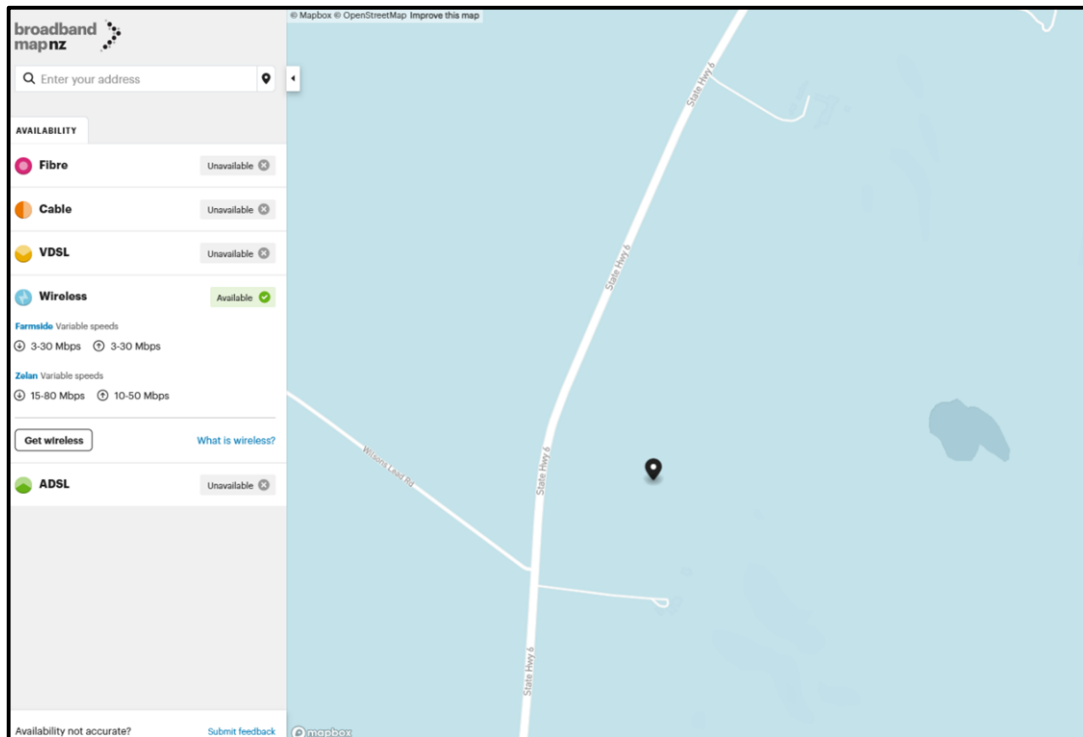 broadband
mapnz
Enter your address
AVAILABILITY
Fibre Unavailable
Cable Unavailable
VDSL Unavailable
Wireless Available
Farmside Variable speeds
3-30 Mbps 3-30 Mbps
Zelan Variable speeds
15-80 Mbps 10-50 Mbps
Get wireless What is wireless?
ADSL Unavailable
Availability not accurate? Submit feedback
© Mapbox © OpenStreetMap Improve this map
State Hwy 6
State Hwy 6
State Hwy 6
Wilsons Lead Rd
State Hwy 6
mapbox